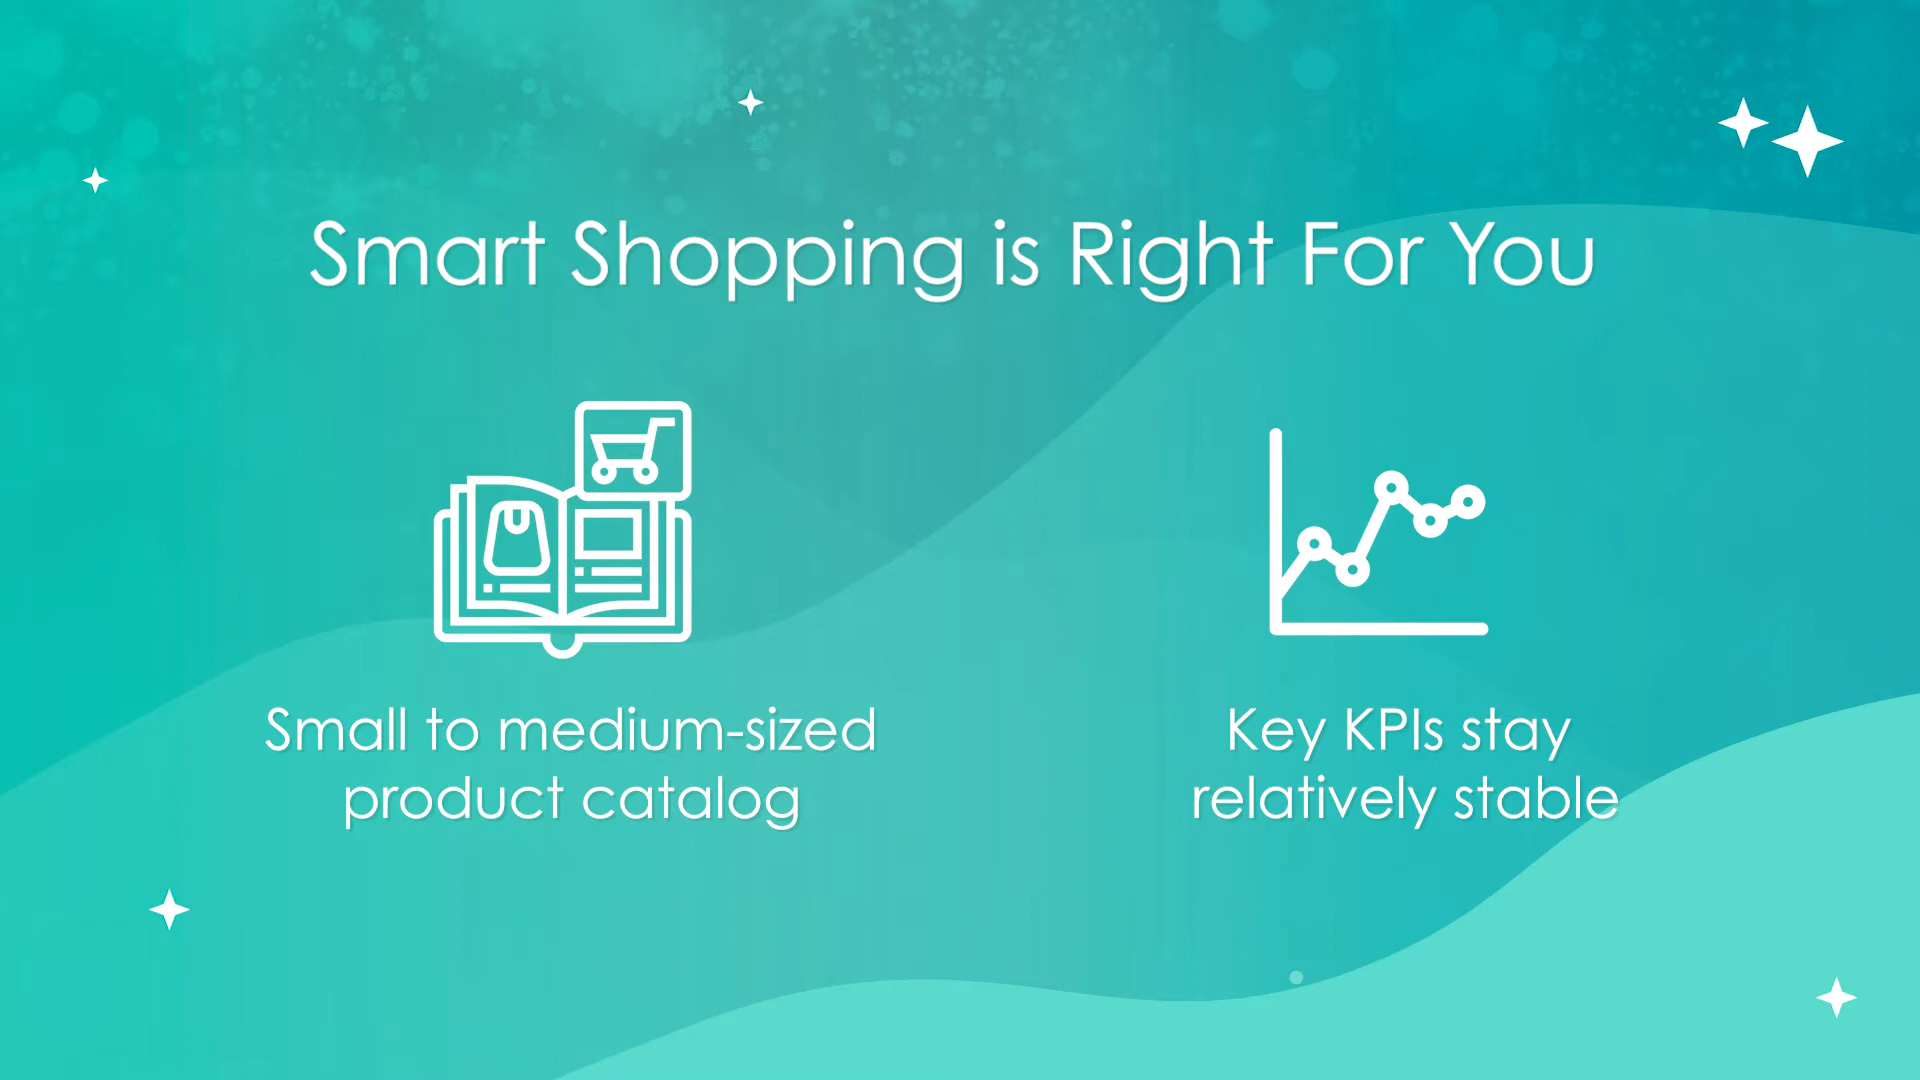 Smart Shopping is Right For You
Small to medium-sized
product catalog
Key KPIs stay
relatively stable